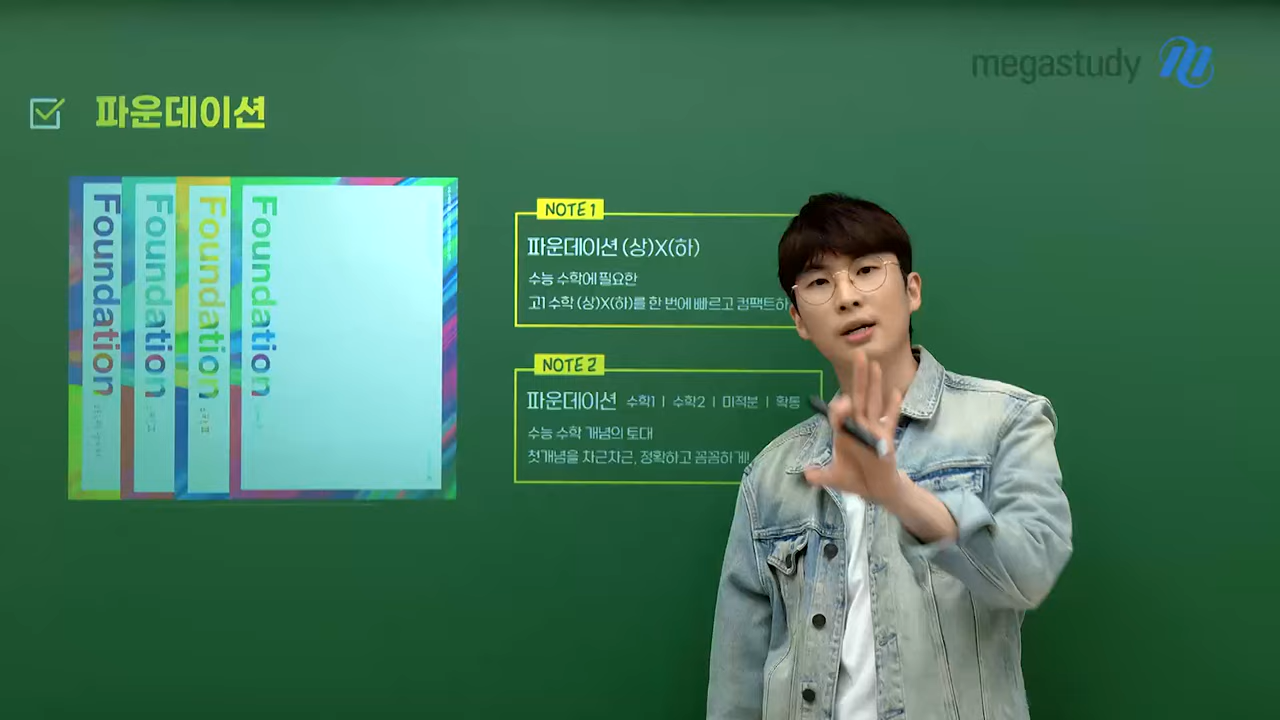 megastudy
파운데이션
Foundation
Foundation
Foundation
Foundation
NOTE 1
파운데이션 (상)X(하)
수능 수학에 필요한
고1 수학 (상)X(하)를 한 번에 빠르고 컴팩트하
NOTE 2
파운데이션 수학1 | 수학2 | 미적분 | 확통
수능 수학 개념의 토대
첫개념을 차근차근, 정확하고 꼼꼼하게!